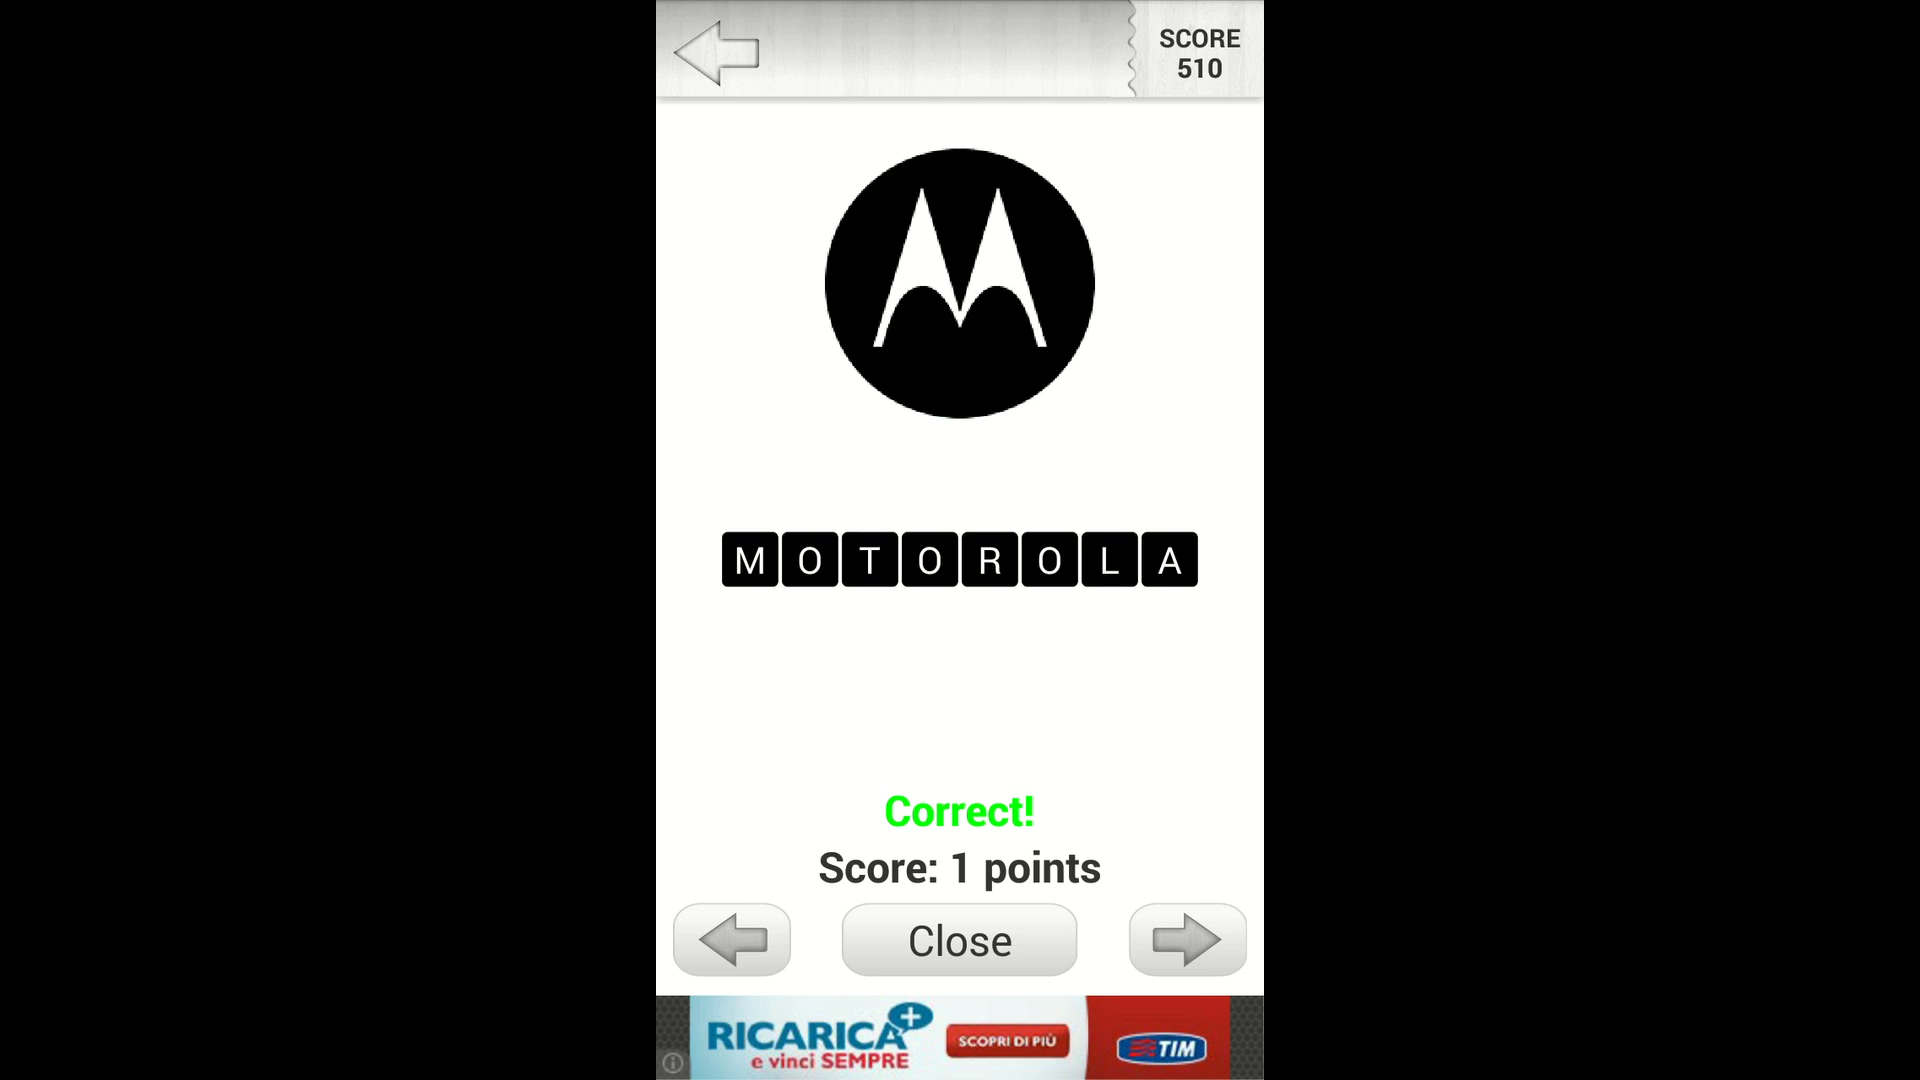 SCORE
510
MOTOROLA
Correct!
Score: 1 points
Close
RICARICA+
e vinci SEMPRE
SCOPRI DI PIÙ
TIM